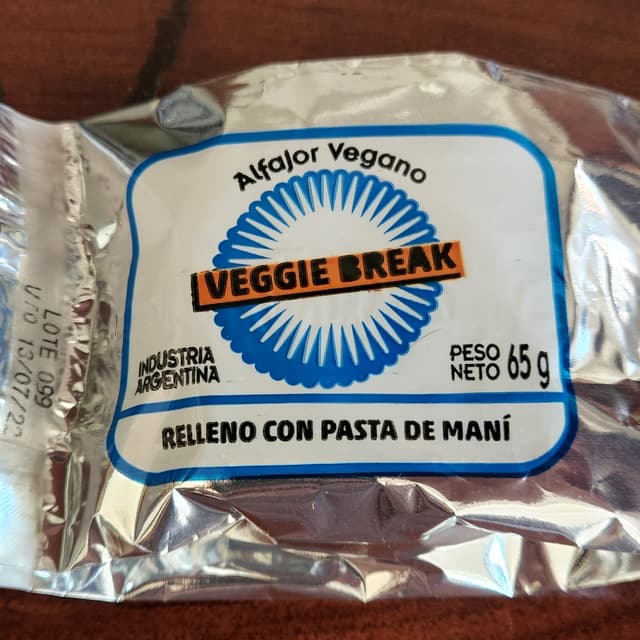 Alfajor Vegano
VEGGIE BREAK
INDUSTRIA
ARGENTINA
PESO
NETO 65 g
RELLENO CON PASTA DE MANÍ
LOTE 099